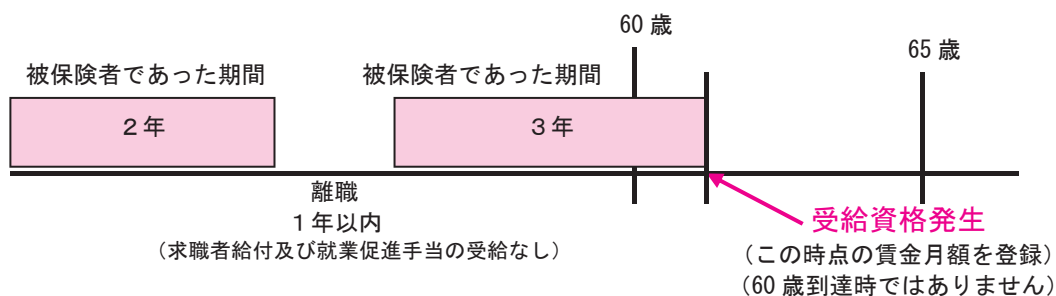 60 歳
65 歳
被保険者であった期間
被保険者であった期間
２年
３年
離職
１年以内
（求職者給付及び就業促進手当の受給なし）
受給資格発生
（この時点の賃金月額を登録）
（60 歳到達時ではありません）